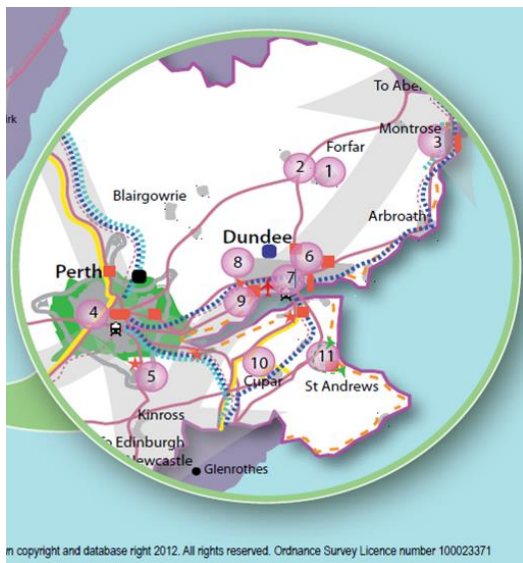 To Abe
irk
Montrose
3
Forfar
2
1
Blairgowrie
Arbroath
Dundee
8
6
Perth
7
9
4
10
11
5
Cupar
St Andrews
Kinross
o Edinburgh
ewcastle
Glenrothes
n copyright and database right 2012. All rights reserved. Ordnance Survey Licence number 100023371